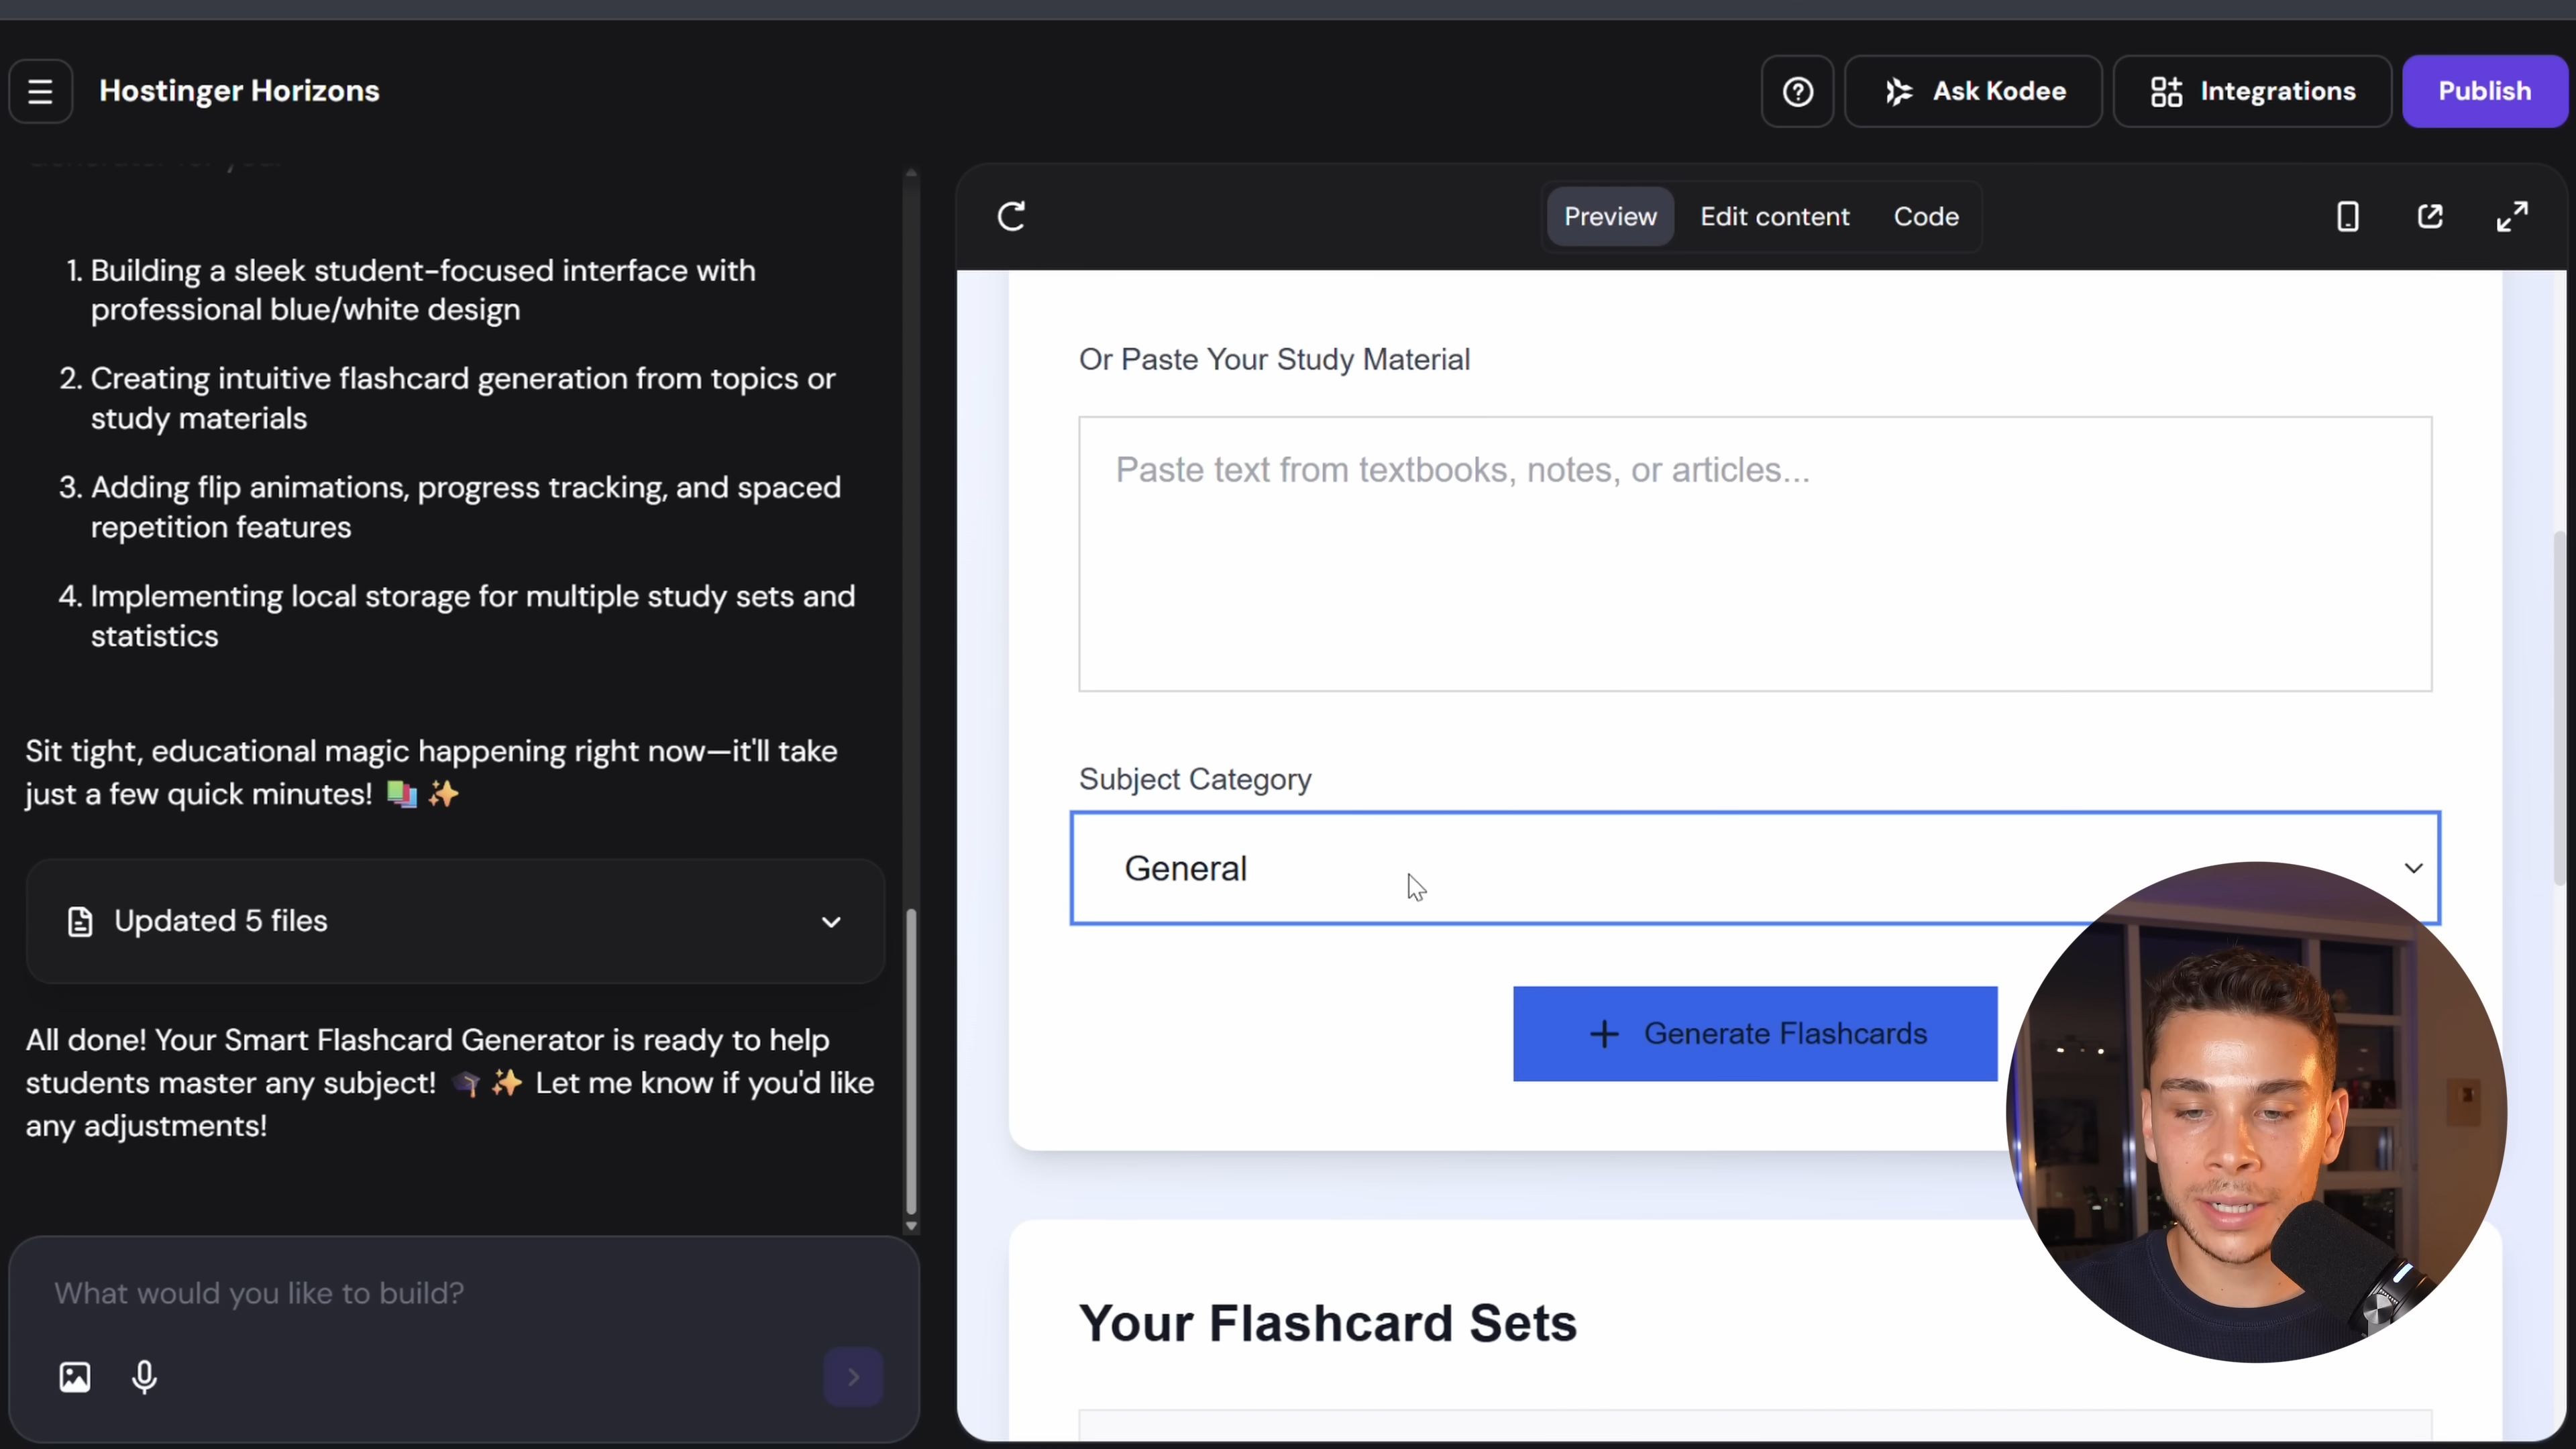 Hostinger Horizons
Ask Kodee
Integrations
Publish
1. Building a sleek student-focused interface with
professional blue/white design
2. Creating intuitive flashcard generation from topics or
study materials
3. Adding flip animations, progress tracking, and spaced
repetition features
4. Implementing local storage for multiple study sets and
statistics
Sit tight, educational magic happening right now—it'll take
just a few quick minutes! 📚 ✨
Updated 5 files
All done! Your Smart Flashcard Generator is ready to help
students master any subject! 🎓 ✨ Let me know if you'd like
any adjustments!
What would you like to build?
Preview
Edit content
Code
Or Paste Your Study Material
Paste text from textbooks, notes, or articles...
Subject Category
General
Generate Flashcards
Your Flashcard Sets